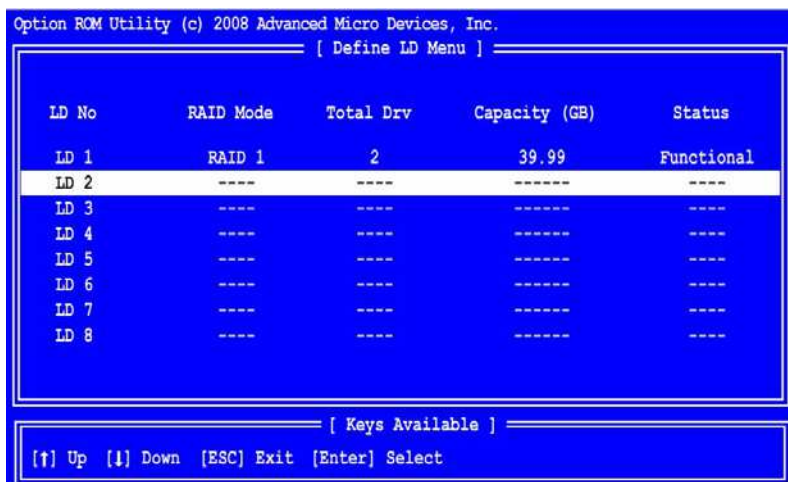 Option ROM Utility (c) 2008 Advanced Micro Devices, Inc.
[ Define LD Menu ]
LD No RAID Mode Total Drv Capacity (GB) Status
LD 1 RAID 1 2 39.99 Functional
LD 2 ---- ---- ------ ----
LD 3 ---- ---- ------ ----
LD 4 ---- ---- ------ ----
LD 5 ---- ---- ------ ----
LD 6 ---- ---- ------ ----
LD 7 ---- ---- ------ ----
LD 8 ---- ---- ------ ----
[ Keys Available ]
[↑] Up [↓] Down [ESC] Exit [Enter] Select